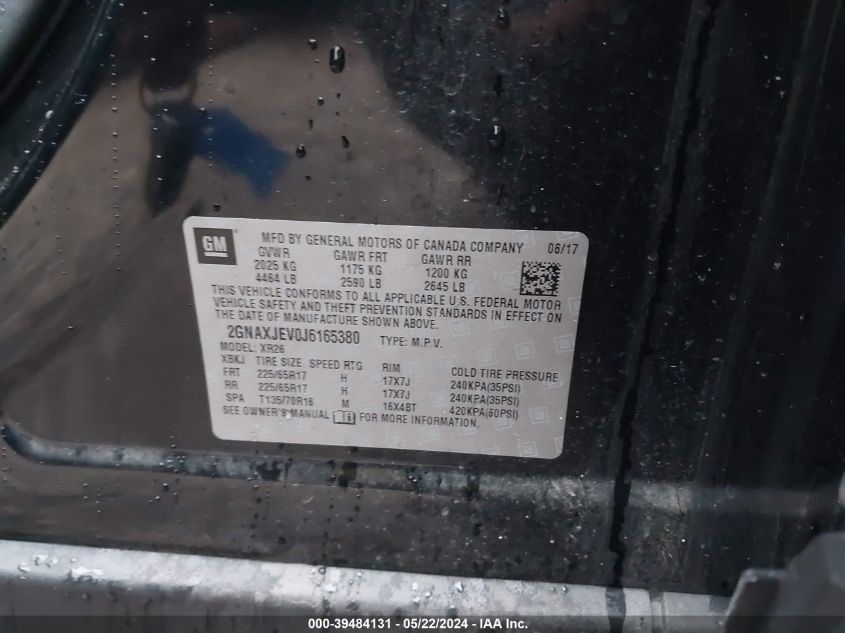 GM
MFD BY GENERAL MOTORS OF CANADA COMPANY 06/17
GVWR GAWR FRT GAWR RR
2025 KG 1175 KG 1200 KG
4464 LB 2590 LB 2645 LB
THIS VEHICLE CONFORMS TO ALL APPLICABLE U.S. FEDERAL MOTOR
VEHICLE SAFETY AND THEFT PREVENTION STANDARDS IN EFFECT ON
THE DATE OF MANUFACTURE SHOWN ABOVE.
2GNAXJEV0J6165380 TYPE: M.P.V.
MODEL: XR26
XBKJ TIRE SIZE SPEED RTG RIM COLD TIRE PRESSURE
FRT 225/65R17 H 17X7J 240KPA(35PSI)
RR 225/65R17 H 17X7J 240KPA(35PSI)
SPA T135/70R16 M 16X4BT 420KPA(60PSI)
SEE OWNER'S MANUAL FOR MORE INFORMATION.
000-39484131 - 05/22/2024 - IAA Inc.